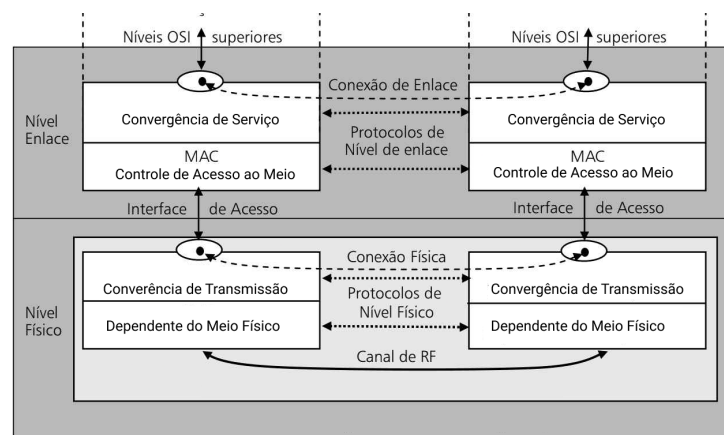 Níveis OSI superiores
Níveis OSI superiores
Nível
Enlace
Conexão de Enlace
Convergência de Serviço
Convergência de Serviço
Protocolos de
Nível de enlace
MAC
Controle de Acesso ao Meio
MAC
Controle de Acesso ao Meio
Interface de Acesso
Interface de Acesso
Nível
Físico
Conexão Física
Converência de Transmissão
Convergência de Transmissão
Protocolos de
Nível Físico
Dependente do Meio Físico
Dependente do Meio Físico
Canal de RF